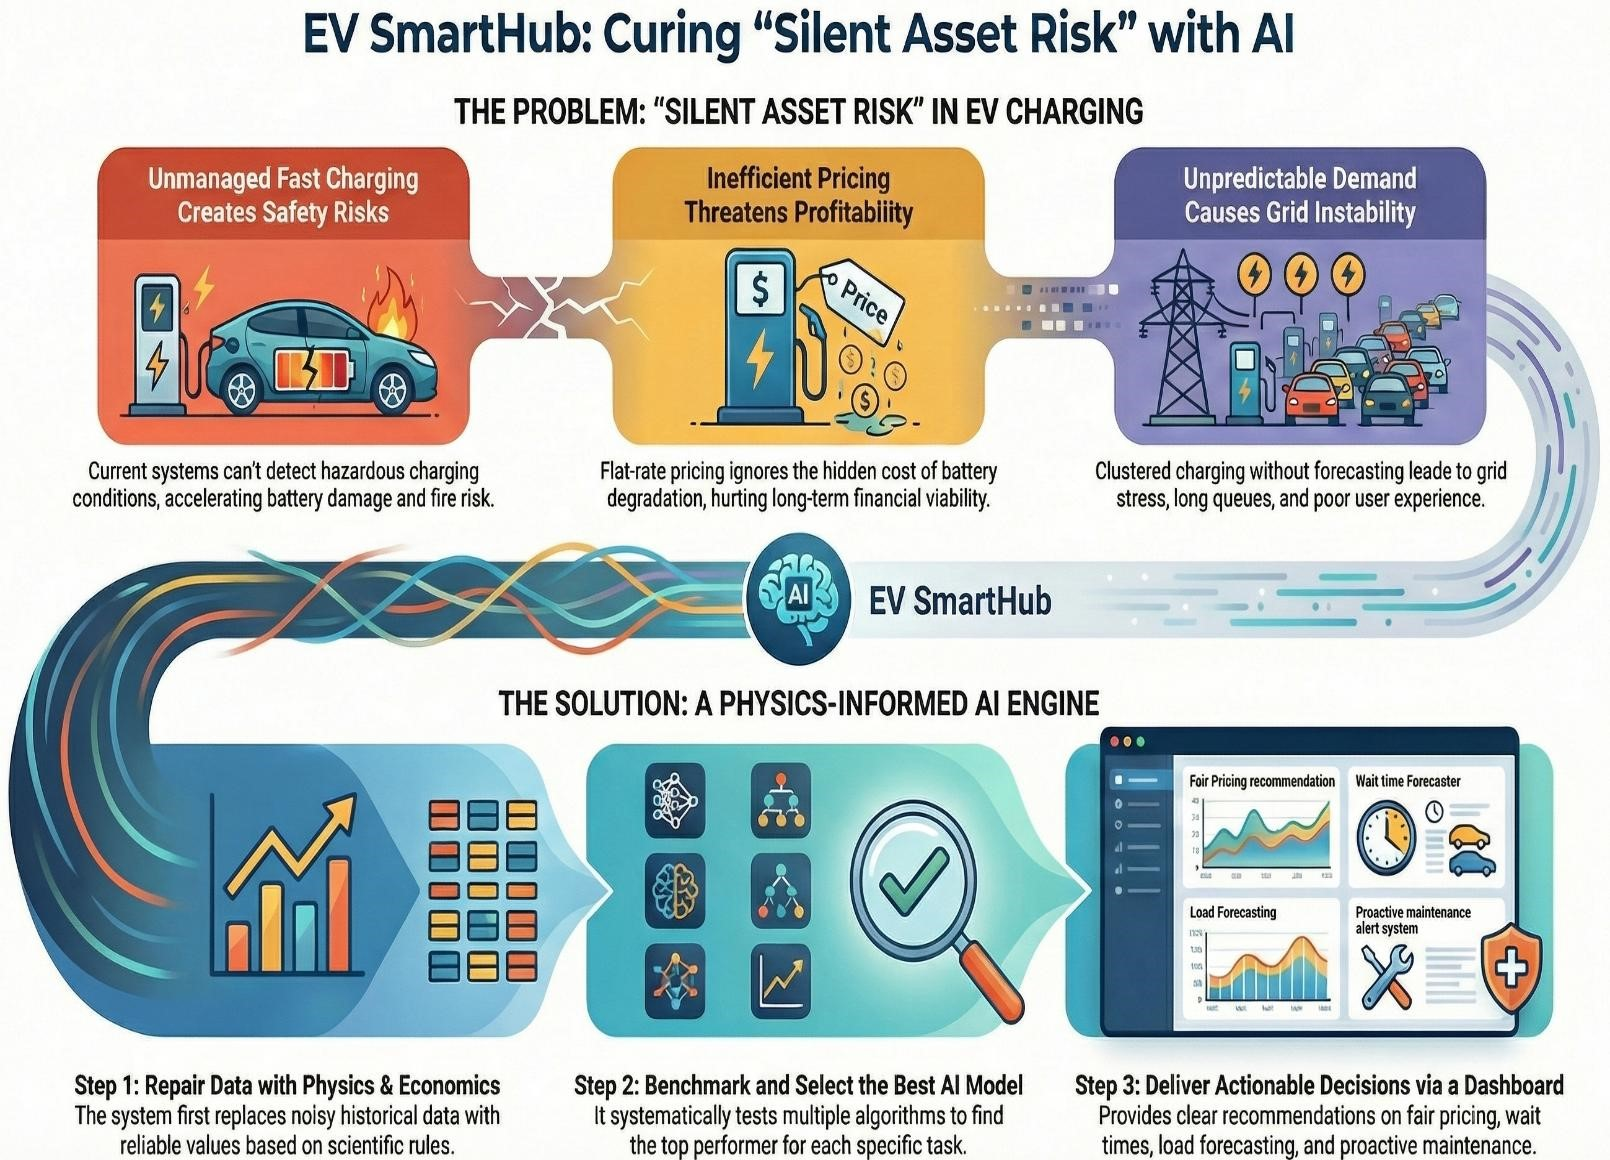 EV SmartHub: Curing “Silent Asset Risk” with AI
THE PROBLEM: “SILENT ASSET RISK” IN EV CHARGING
Unmanaged Fast Charging
Creates Safety Risks
Inefficient Pricing
Threatens Profitability
Unpredictable Demand
Causes Grid Instability
$
Price
$
$
$
Current systems can’t detect hazardous charging
conditions, accelerating battery damage and fire risk.
Flat-rate pricing ignores the hidden cost of battery
degradation, hurting long-term financial viability.
Clustered charging without forecasting leade to grid
stress, long queues, and poor user experience.
AI
EV SmartHub
THE SOLUTION: A PHYSICS-INFORMED AI ENGINE
Fair Pricing recommendation
Wait time Forecaster
Load Forecasting
Proactive maintenance
alert system
Step 1: Repair Data with Physics & Economics
The system first replaces noisy historical data with
reliable values based on scientific rules.
Step 2: Benchmark and Select the Best AI Model
It systematically tests multiple algorithms to find
the top performer for each specific task.
Step 3: Deliver Actionable Decisions via a Dashboard
Provides clear recommendations on fair pricing, wait
times, load forecasting, and proactive maintenance.